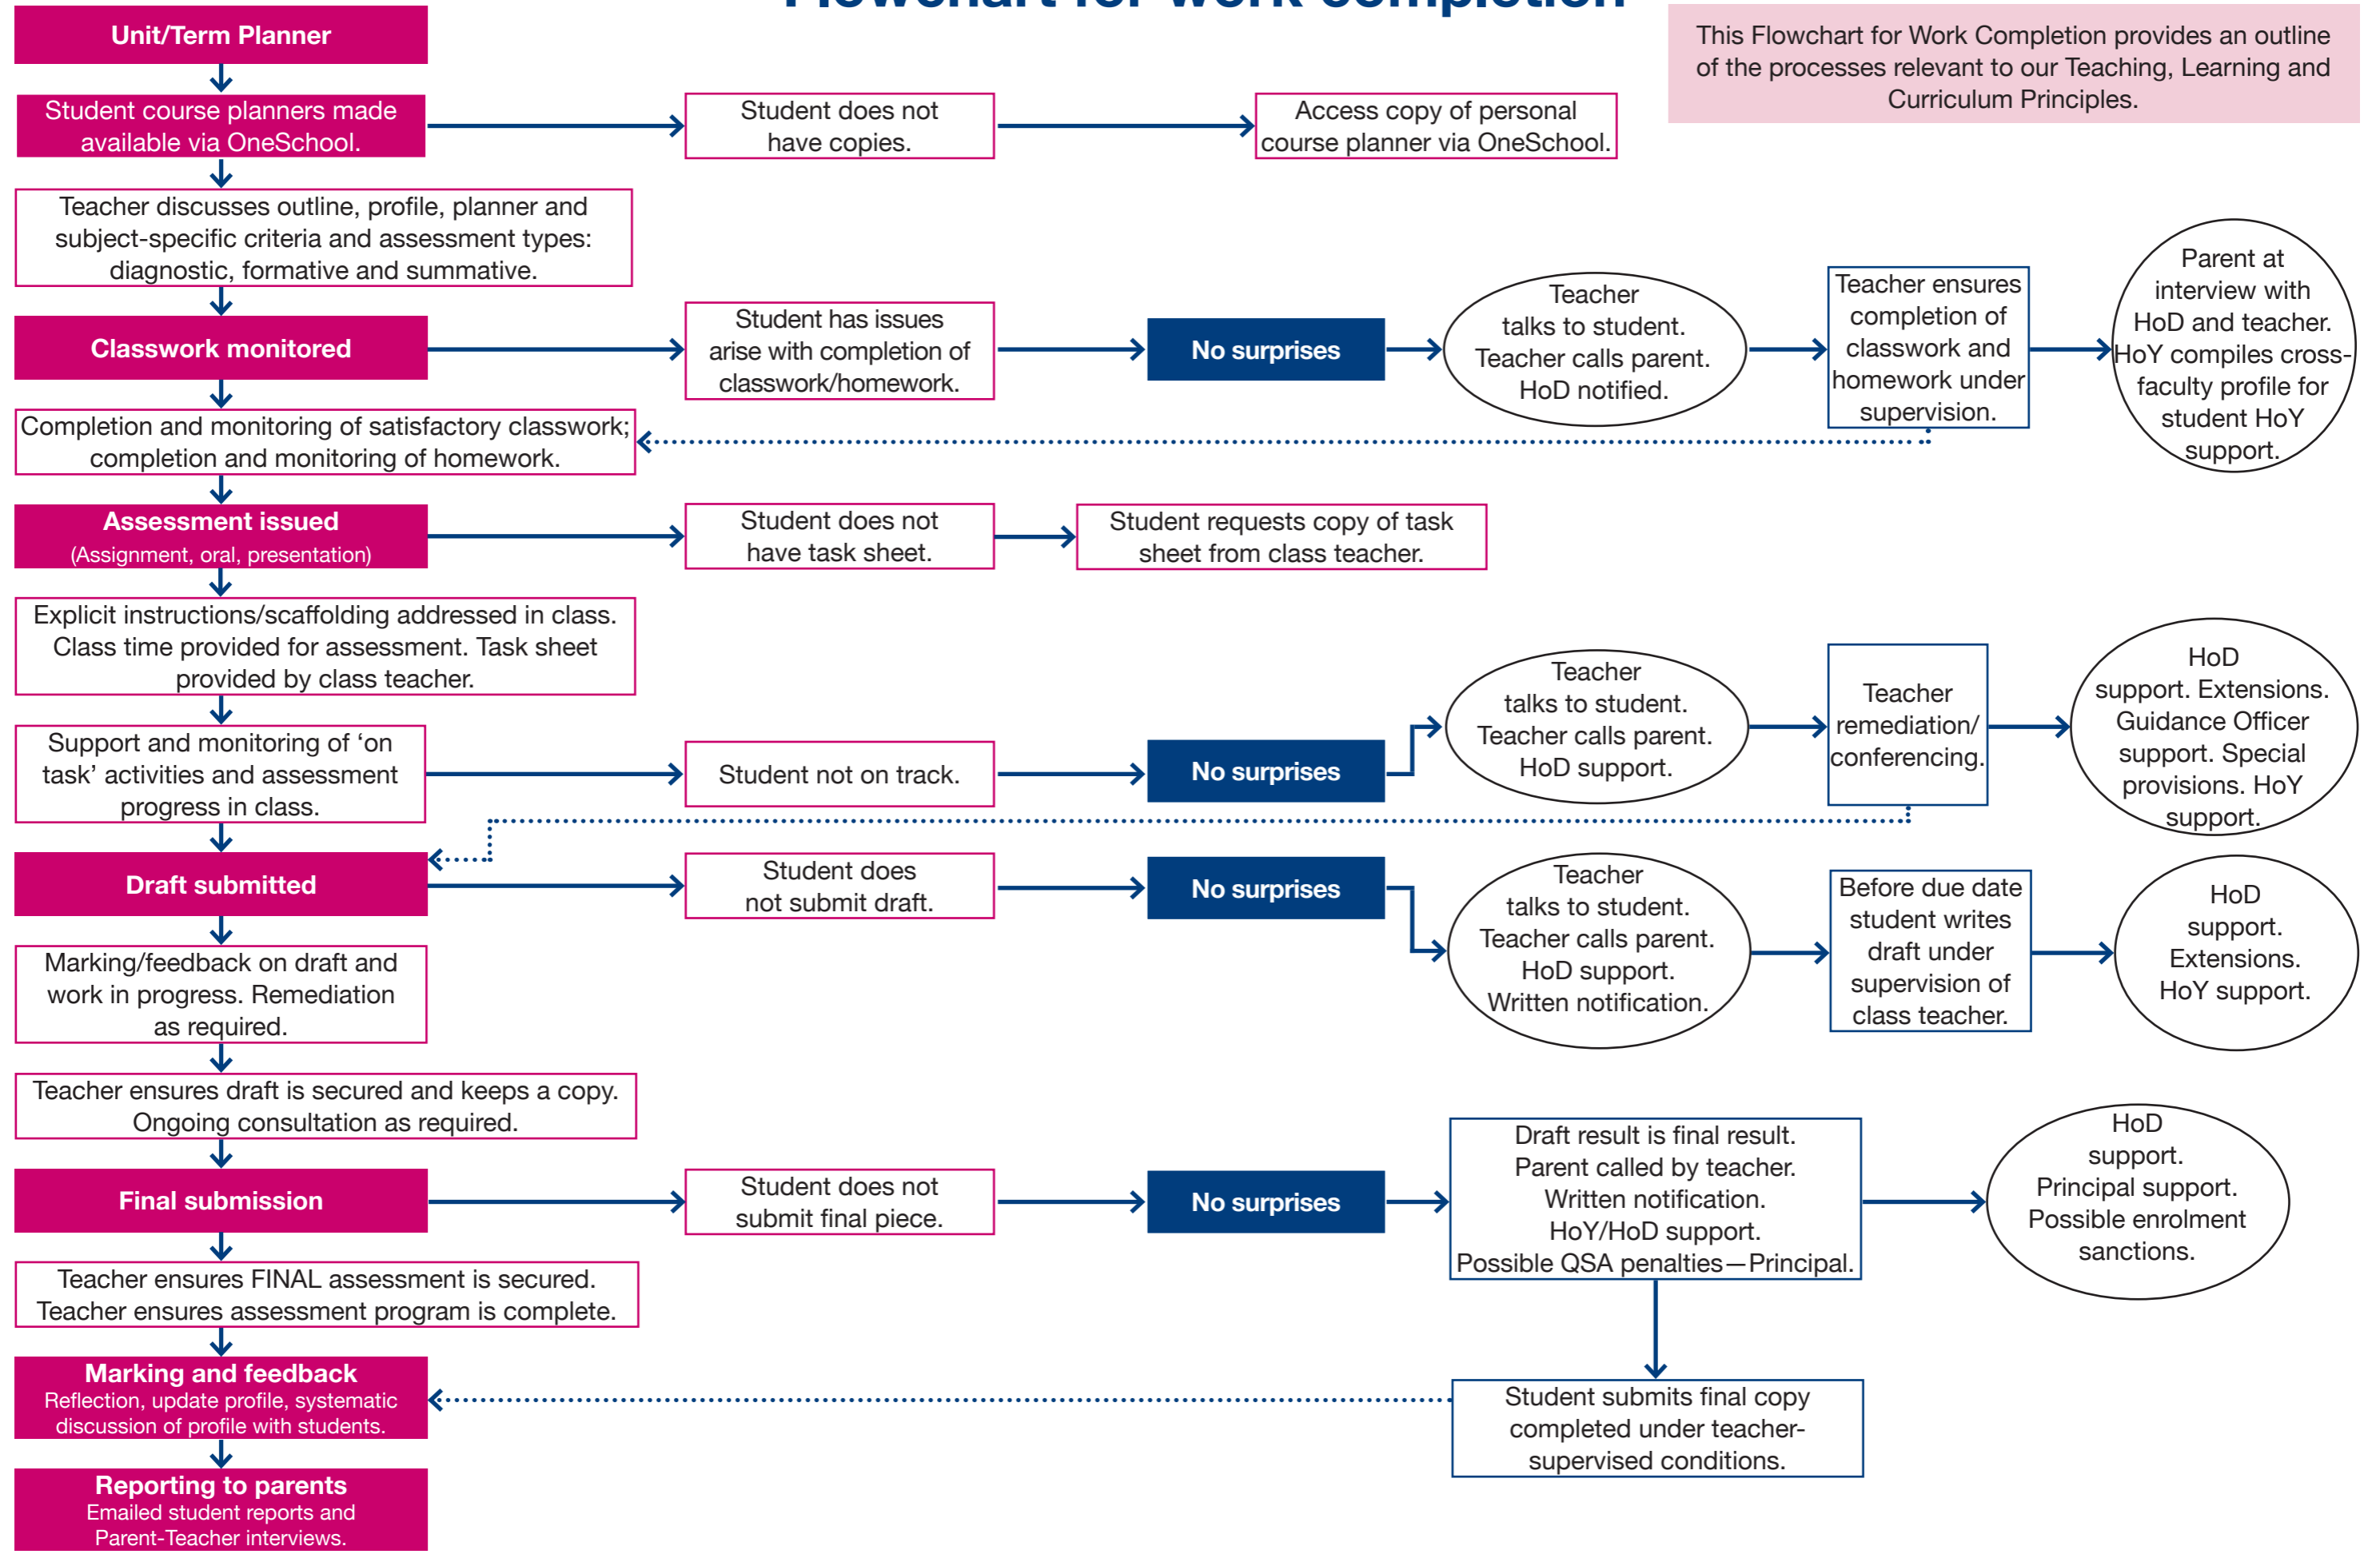 Flowchart for work completion
This Flowchart for Work Completion provides an outline
of the processes relevant to our Teaching, Learning and
Curriculum Principles.
Unit/Term Planner
Student course planners made
available via OneSchool.
Student does not
have copies.
Access copy of personal
course planner via OneSchool.
Teacher discusses outline, profile, planner and
subject-specific criteria and assessment types:
diagnostic, formative and summative.
Classwork monitored
Student has issues
arise with completion of
classwork/homework.
No surprises
Teacher
talks to student.
Teacher calls parent.
HoD notified.
Teacher ensures
completion of
classwork and
homework under
supervision.
Parent at
interview with
HoD and teacher.
HoY compiles cross-
faculty profile for
student HoY
support.
Completion and monitoring of satisfactory classwork;
completion and monitoring of homework.
Assessment issued
(Assignment, oral, presentation)
Student does not
have task sheet.
Student requests copy of task
sheet from class teacher.
Explicit instructions/scaffolding addressed in class.
Class time provided for assessment. Task sheet
provided by class teacher.
Support and monitoring of ‘on
task’ activities and assessment
progress in class.
Student not on track.
No surprises
Teacher
talks to student.
Teacher calls parent.
HoD support.
Teacher
remediation/
conferencing.
HoD
support. Extensions.
Guidance Officer
support. Special
provisions. HoY
support.
Draft submitted
Student does
not submit draft.
No surprises
Teacher
talks to student.
Teacher calls parent.
HoD support.
Written notification.
Before due date
student writes
draft under
supervision of
class teacher.
HoD
support.
Extensions.
HoY support.
Marking/feedback on draft and
work in progress. Remediation
as required.
Teacher ensures draft is secured and keeps a copy.
Ongoing consultation as required.
Final submission
Student does not
submit final piece.
No surprises
Draft result is final result.
Parent called by teacher.
Written notification.
HoY/HoD support.
Possible QSA penalties—Principal.
HoD
support.
Principal support.
Possible enrolment
sanctions.
Teacher ensures FINAL assessment is secured.
Teacher ensures assessment program is complete.
Marking and feedback
Reflection, update profile, systematic
discussion of profile with students.
Student submits final copy
completed under teacher-
supervised conditions.
Reporting to parents
Emailed student reports and
Parent-Teacher interviews.